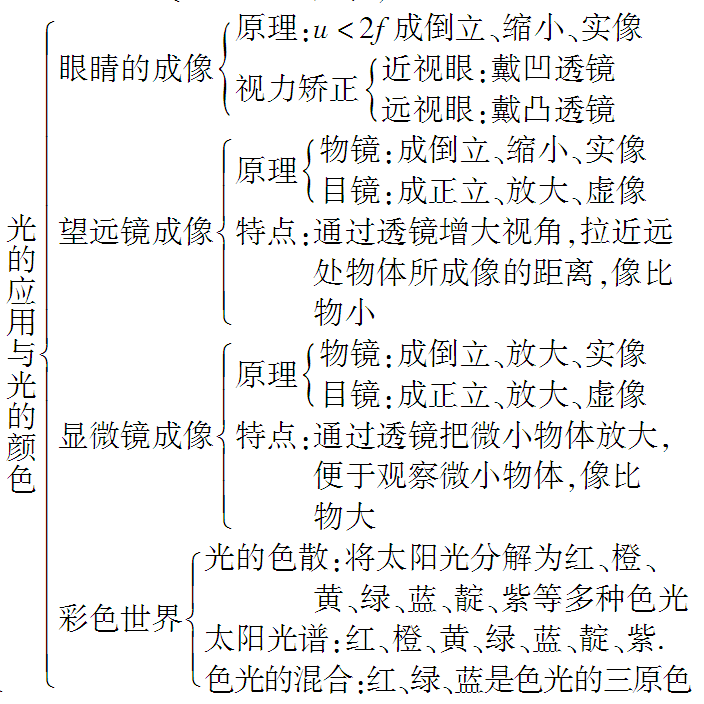 光的应用与光的颜色
眼睛的成像
原理:u<2f成倒立、缩小、实像
视力矫正
近视眼:戴凹透镜
远视眼:戴凸透镜
望远镜成像
原理
物镜:成倒立、缩小、实像
目镜:成正立、放大、虚像
特点:通过透镜增大视角,拉近远
处物体所成像的距离,像比
物小
显微镜成像
原理
物镜:成倒立、放大、实像
目镜:成正立、放大、虚像
特点:通过透镜把微小物体放大,
便于观察微小物体,像比
物大
彩色世界
光的色散:将太阳光分解为红、橙、
黄、绿、蓝、靛、紫等多种色光
太阳光谱:红、橙、黄、绿、蓝、靛、紫.
色光的混合:红、绿、蓝是色光的三原色